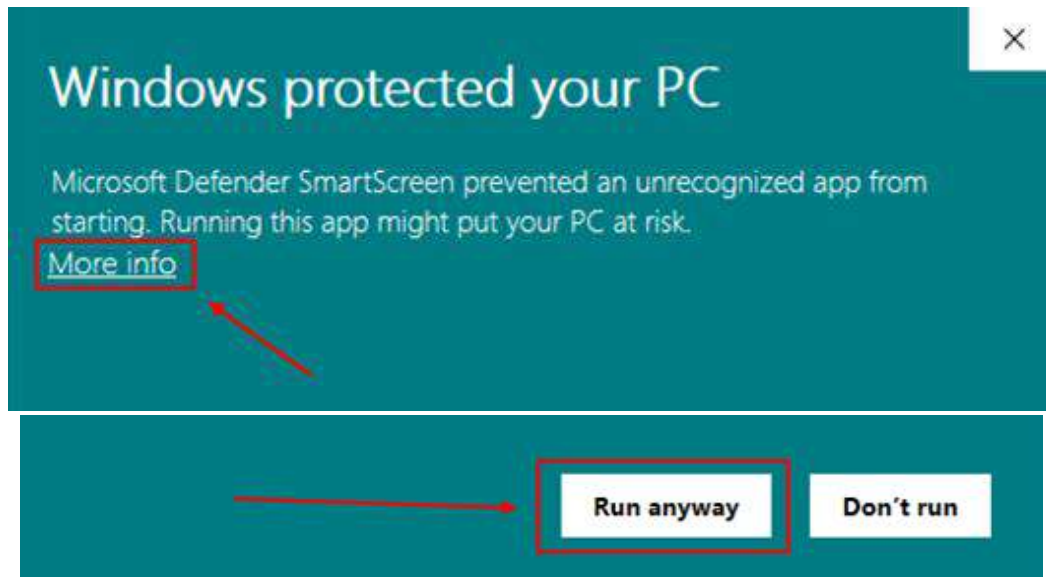 Windows protected your PC
Microsoft Defender SmartScreen prevented an unrecognized app from
starting. Running this app might put your PC at risk.
More info
Run anyway
Don't run